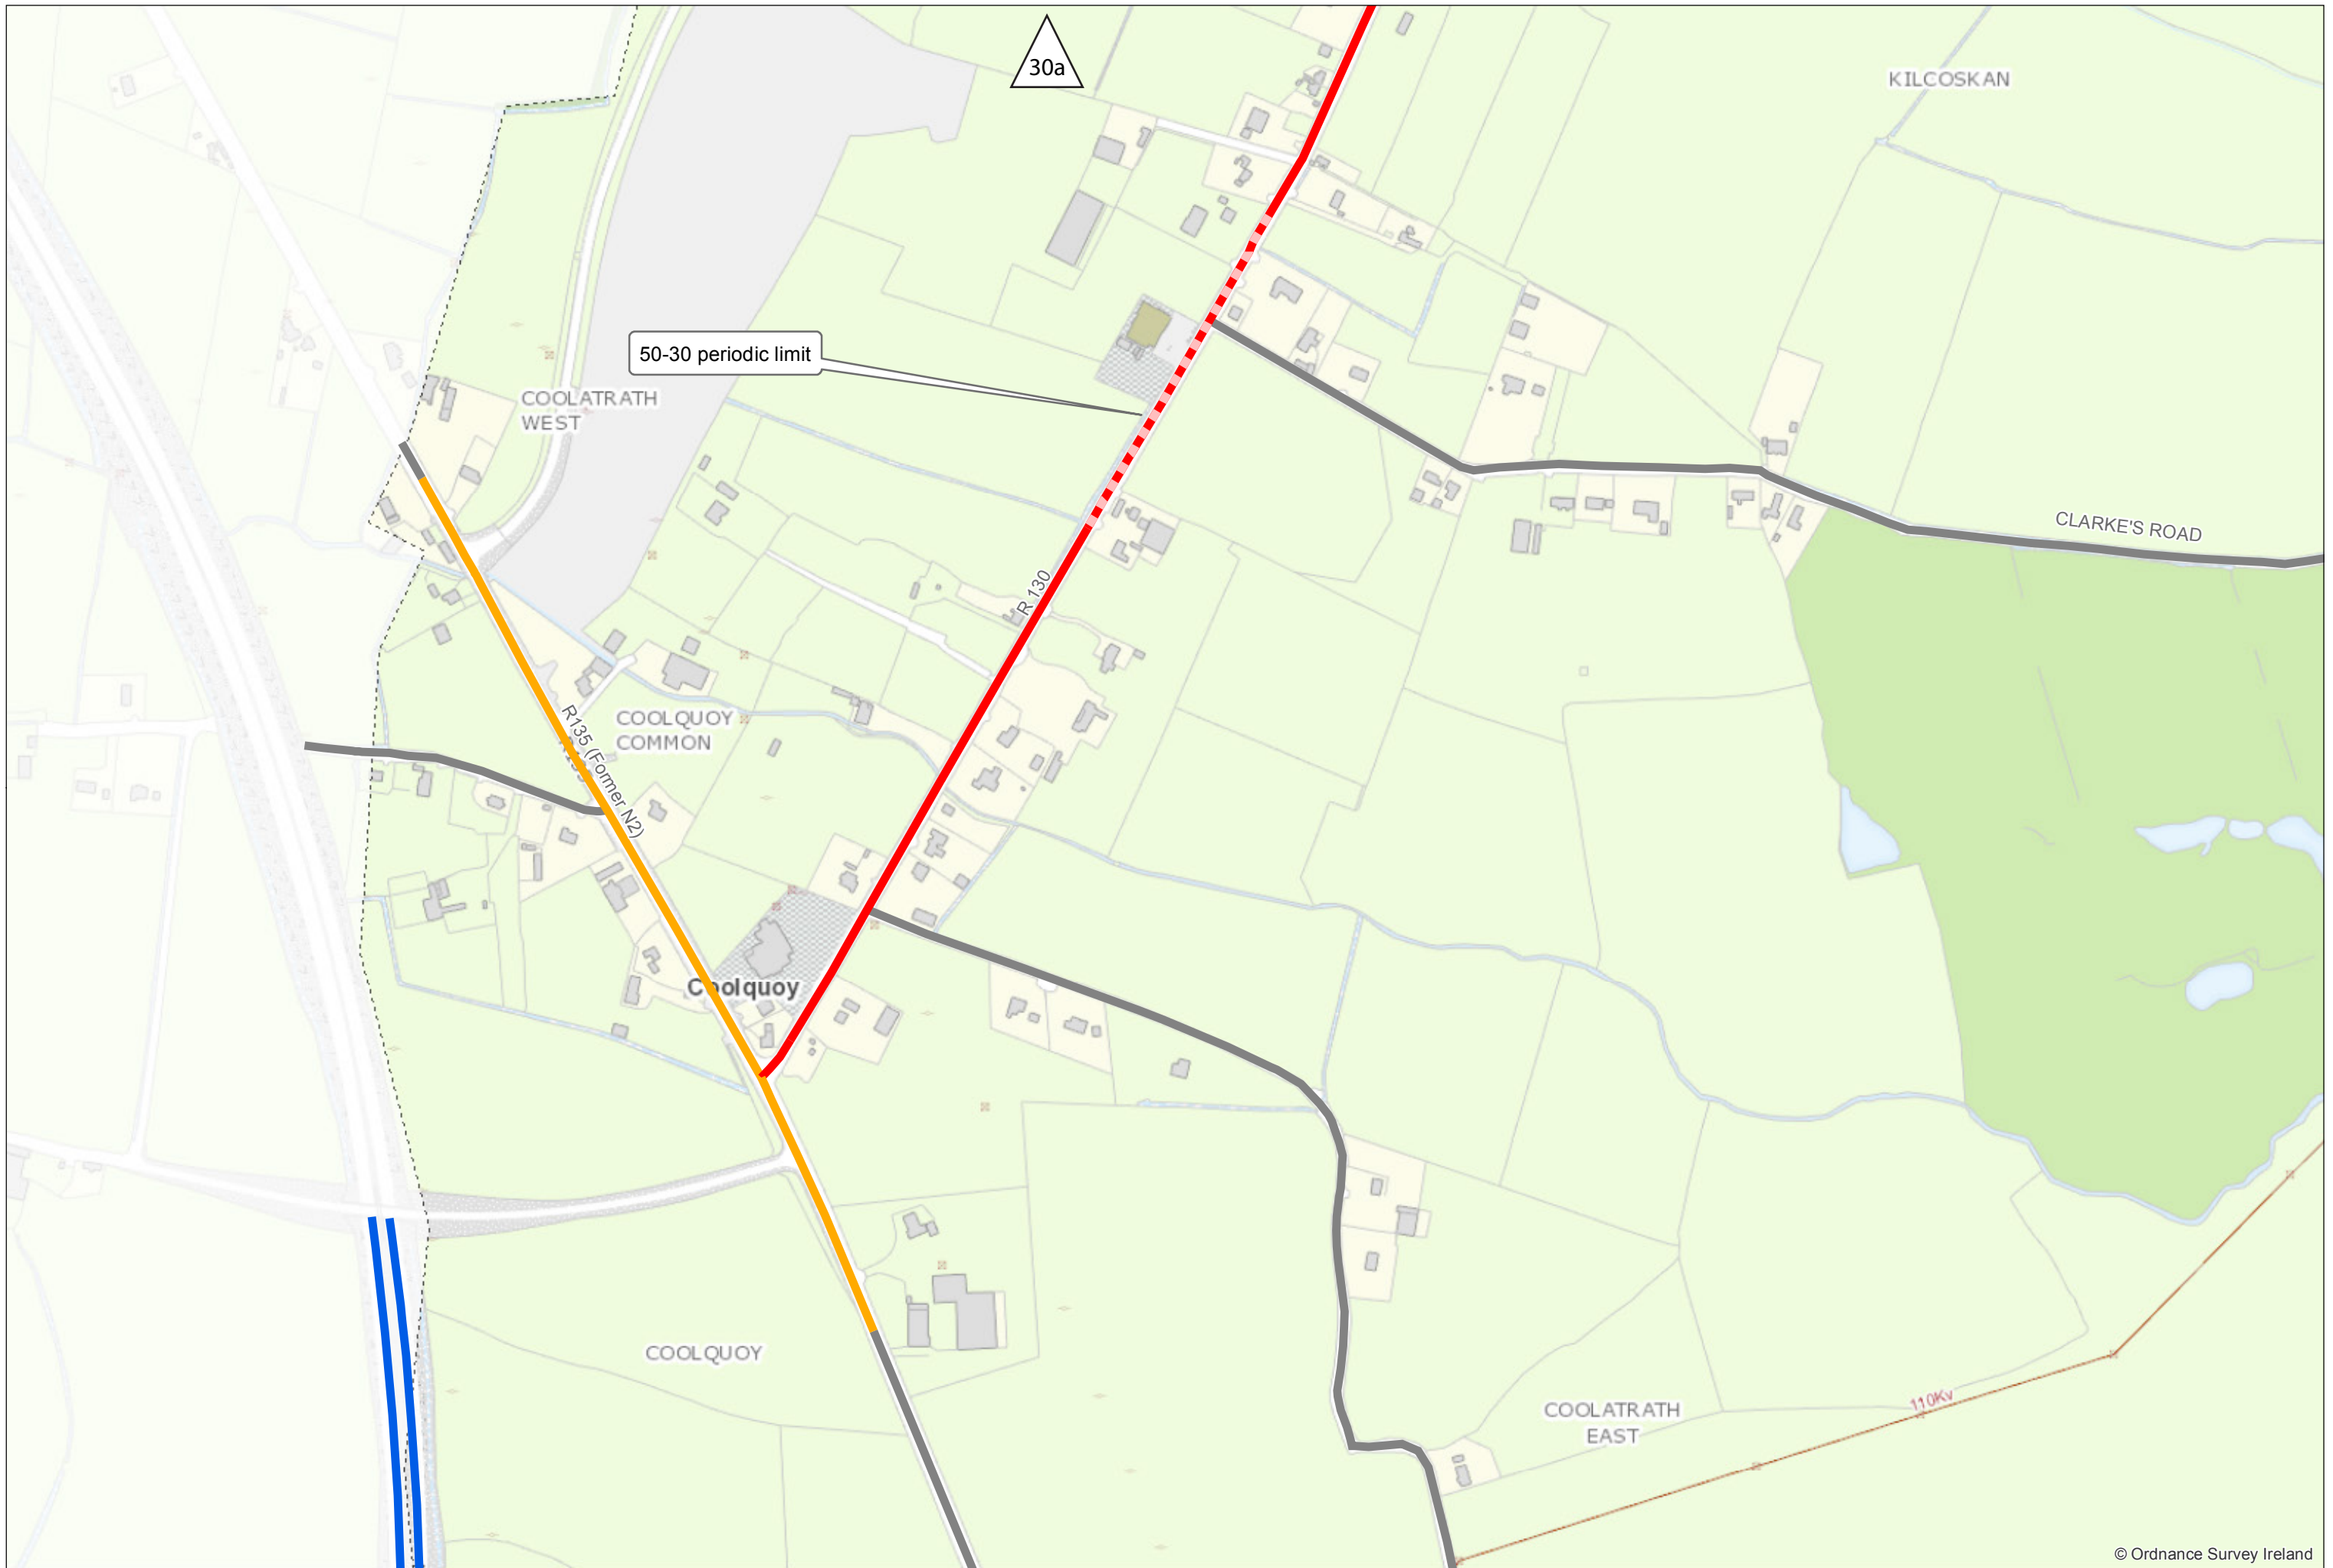 30a
KILCOSKAN
50-30 periodic limit
COOLATRATH
WEST
CLARKE'S ROAD
R 130
R135 (Former N2)
COOLQUOY
COMMON
Coolquoy
COOLQUOY
COOLATRATH
EAST
110Kv
© Ordnance Survey Ireland